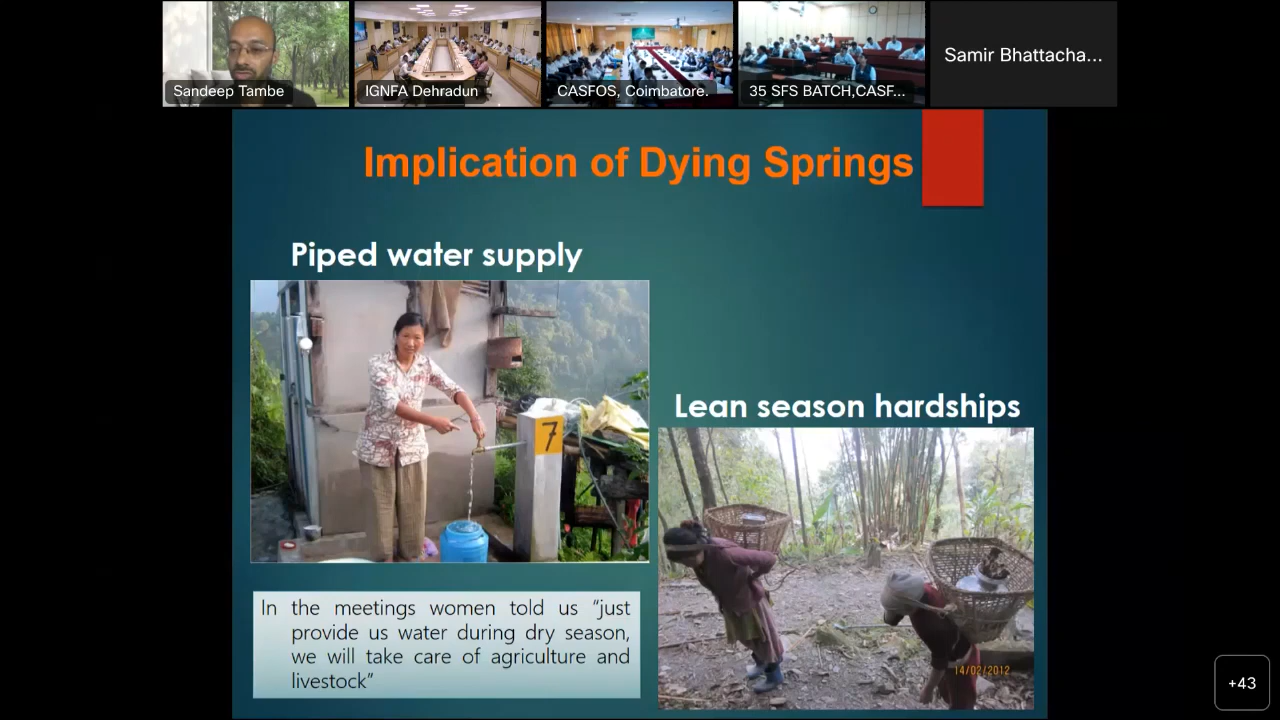 Sandeep Tambe
IGNFA Dehradun
CASFOS, Coimbatore.
35 SFS BATCH,CASF...
Samir Bhattacha...
Implication of Dying Springs
Piped water supply
7
Lean season hardships
In the meetings women told us “just
provide us water during dry season,
we will take care of agriculture and
livestock”
14/02/2012
+43